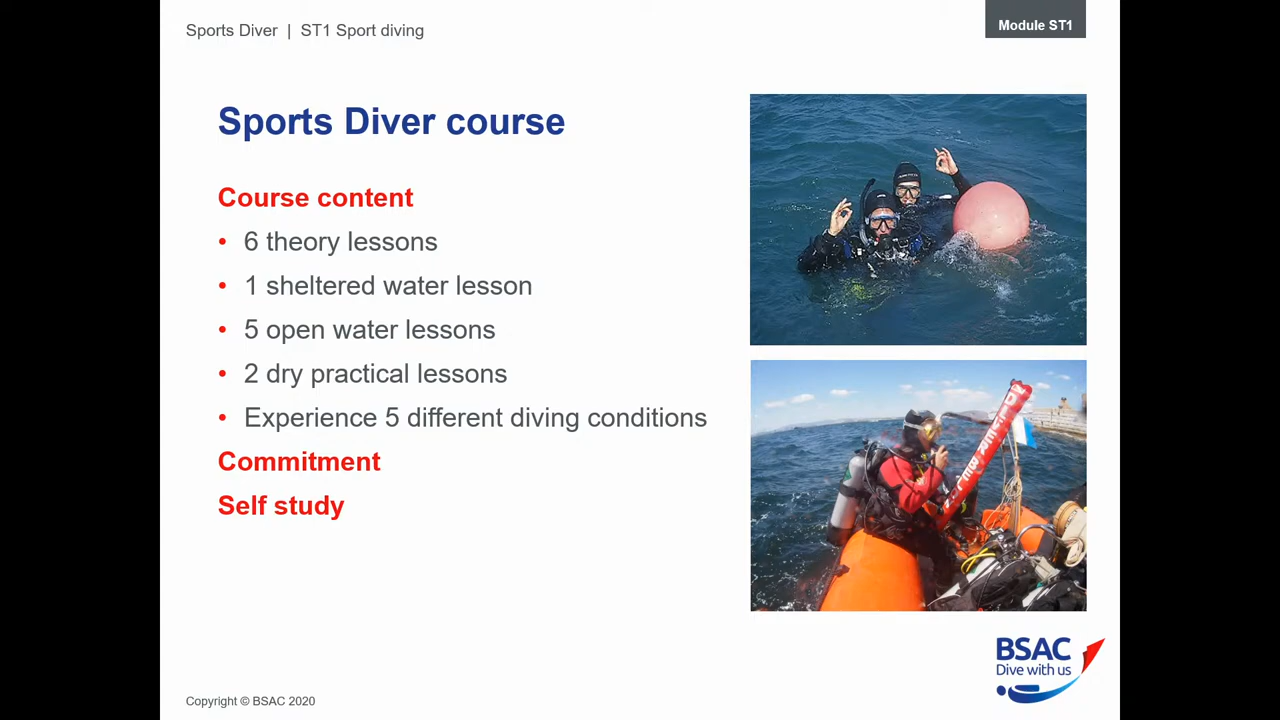 Sports Diver | ST1 Sport diving
Module ST1
Sports Diver course
Course content
• 6 theory lessons
• 1 sheltered water lesson
• 5 open water lessons
• 2 dry practical lessons
• Experience 5 different diving conditions
Commitment
Self study
BSAC
Dive with us
Copyright © BSAC 2020